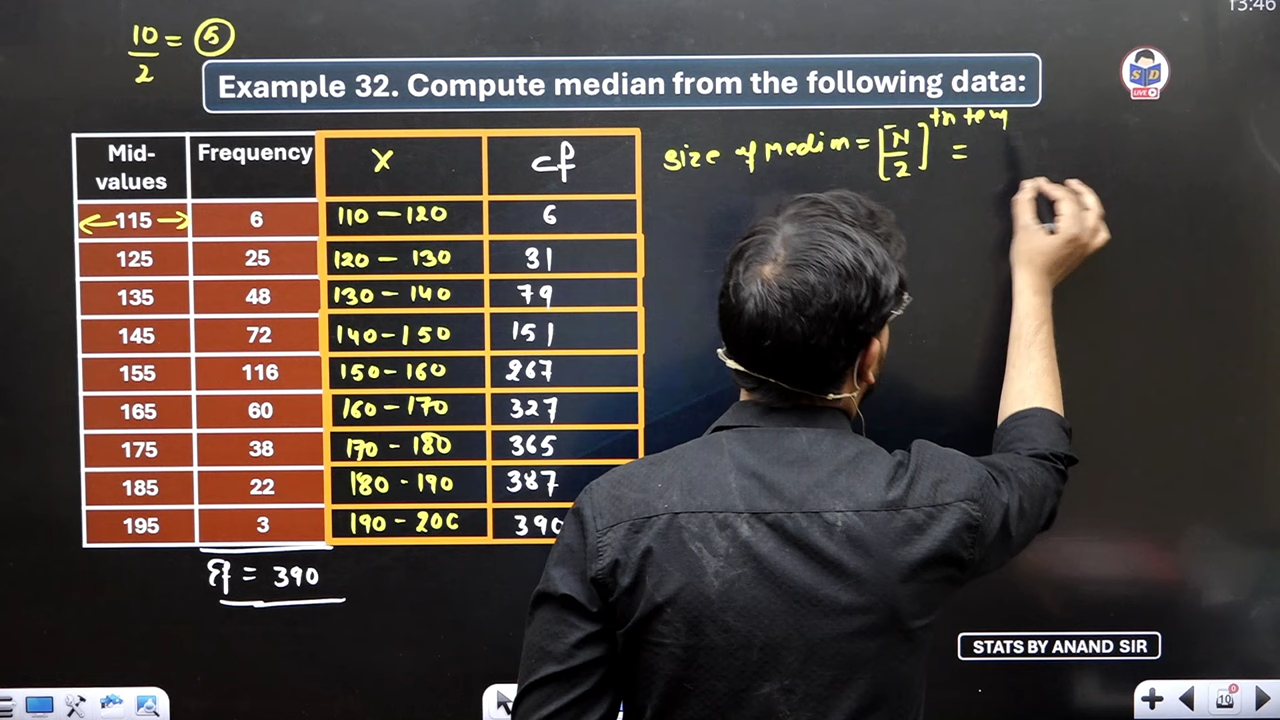 13:46
10/2 = 5
Example 32. Compute median from the following data:
S D
LIVE
Mid-values Frequency X cf
115 6 110 - 120 6
125 25 120 - 130 31
135 48 130 - 140 79
145 72 140 - 150 151
155 116 150 - 160 267
165 60 160 - 170 327
175 38 170 - 180 365
185 22 180 - 190 387
195 3 190 - 200 390
Σf = 390
size of median = [N/2]th term =
STATS BY ANAND SIR
10